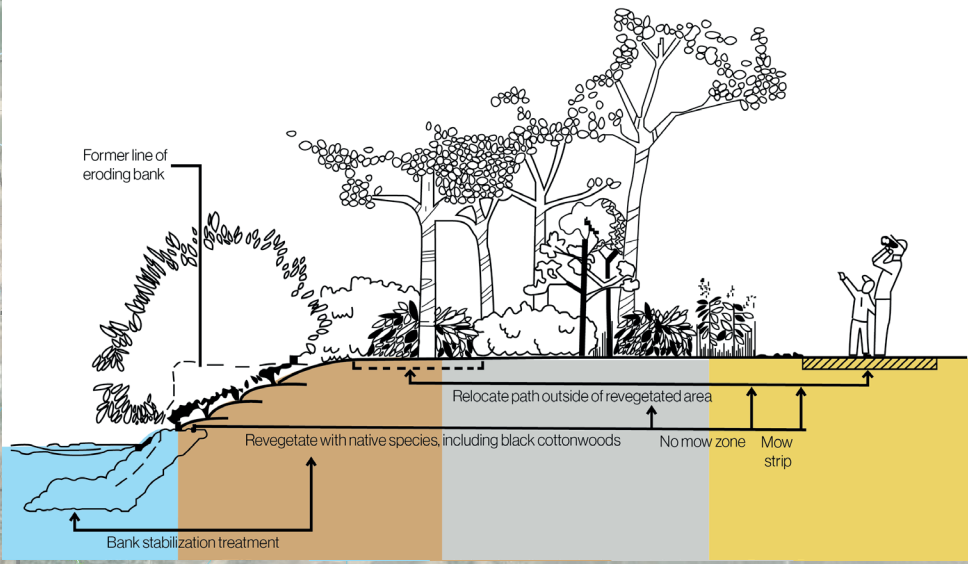 Former line of
eroding bank
Relocate path outside of revegetated area
Revegetate with native species, including black cottonwoods
No mow zone
Mow
strip
Bank stabilization treatment